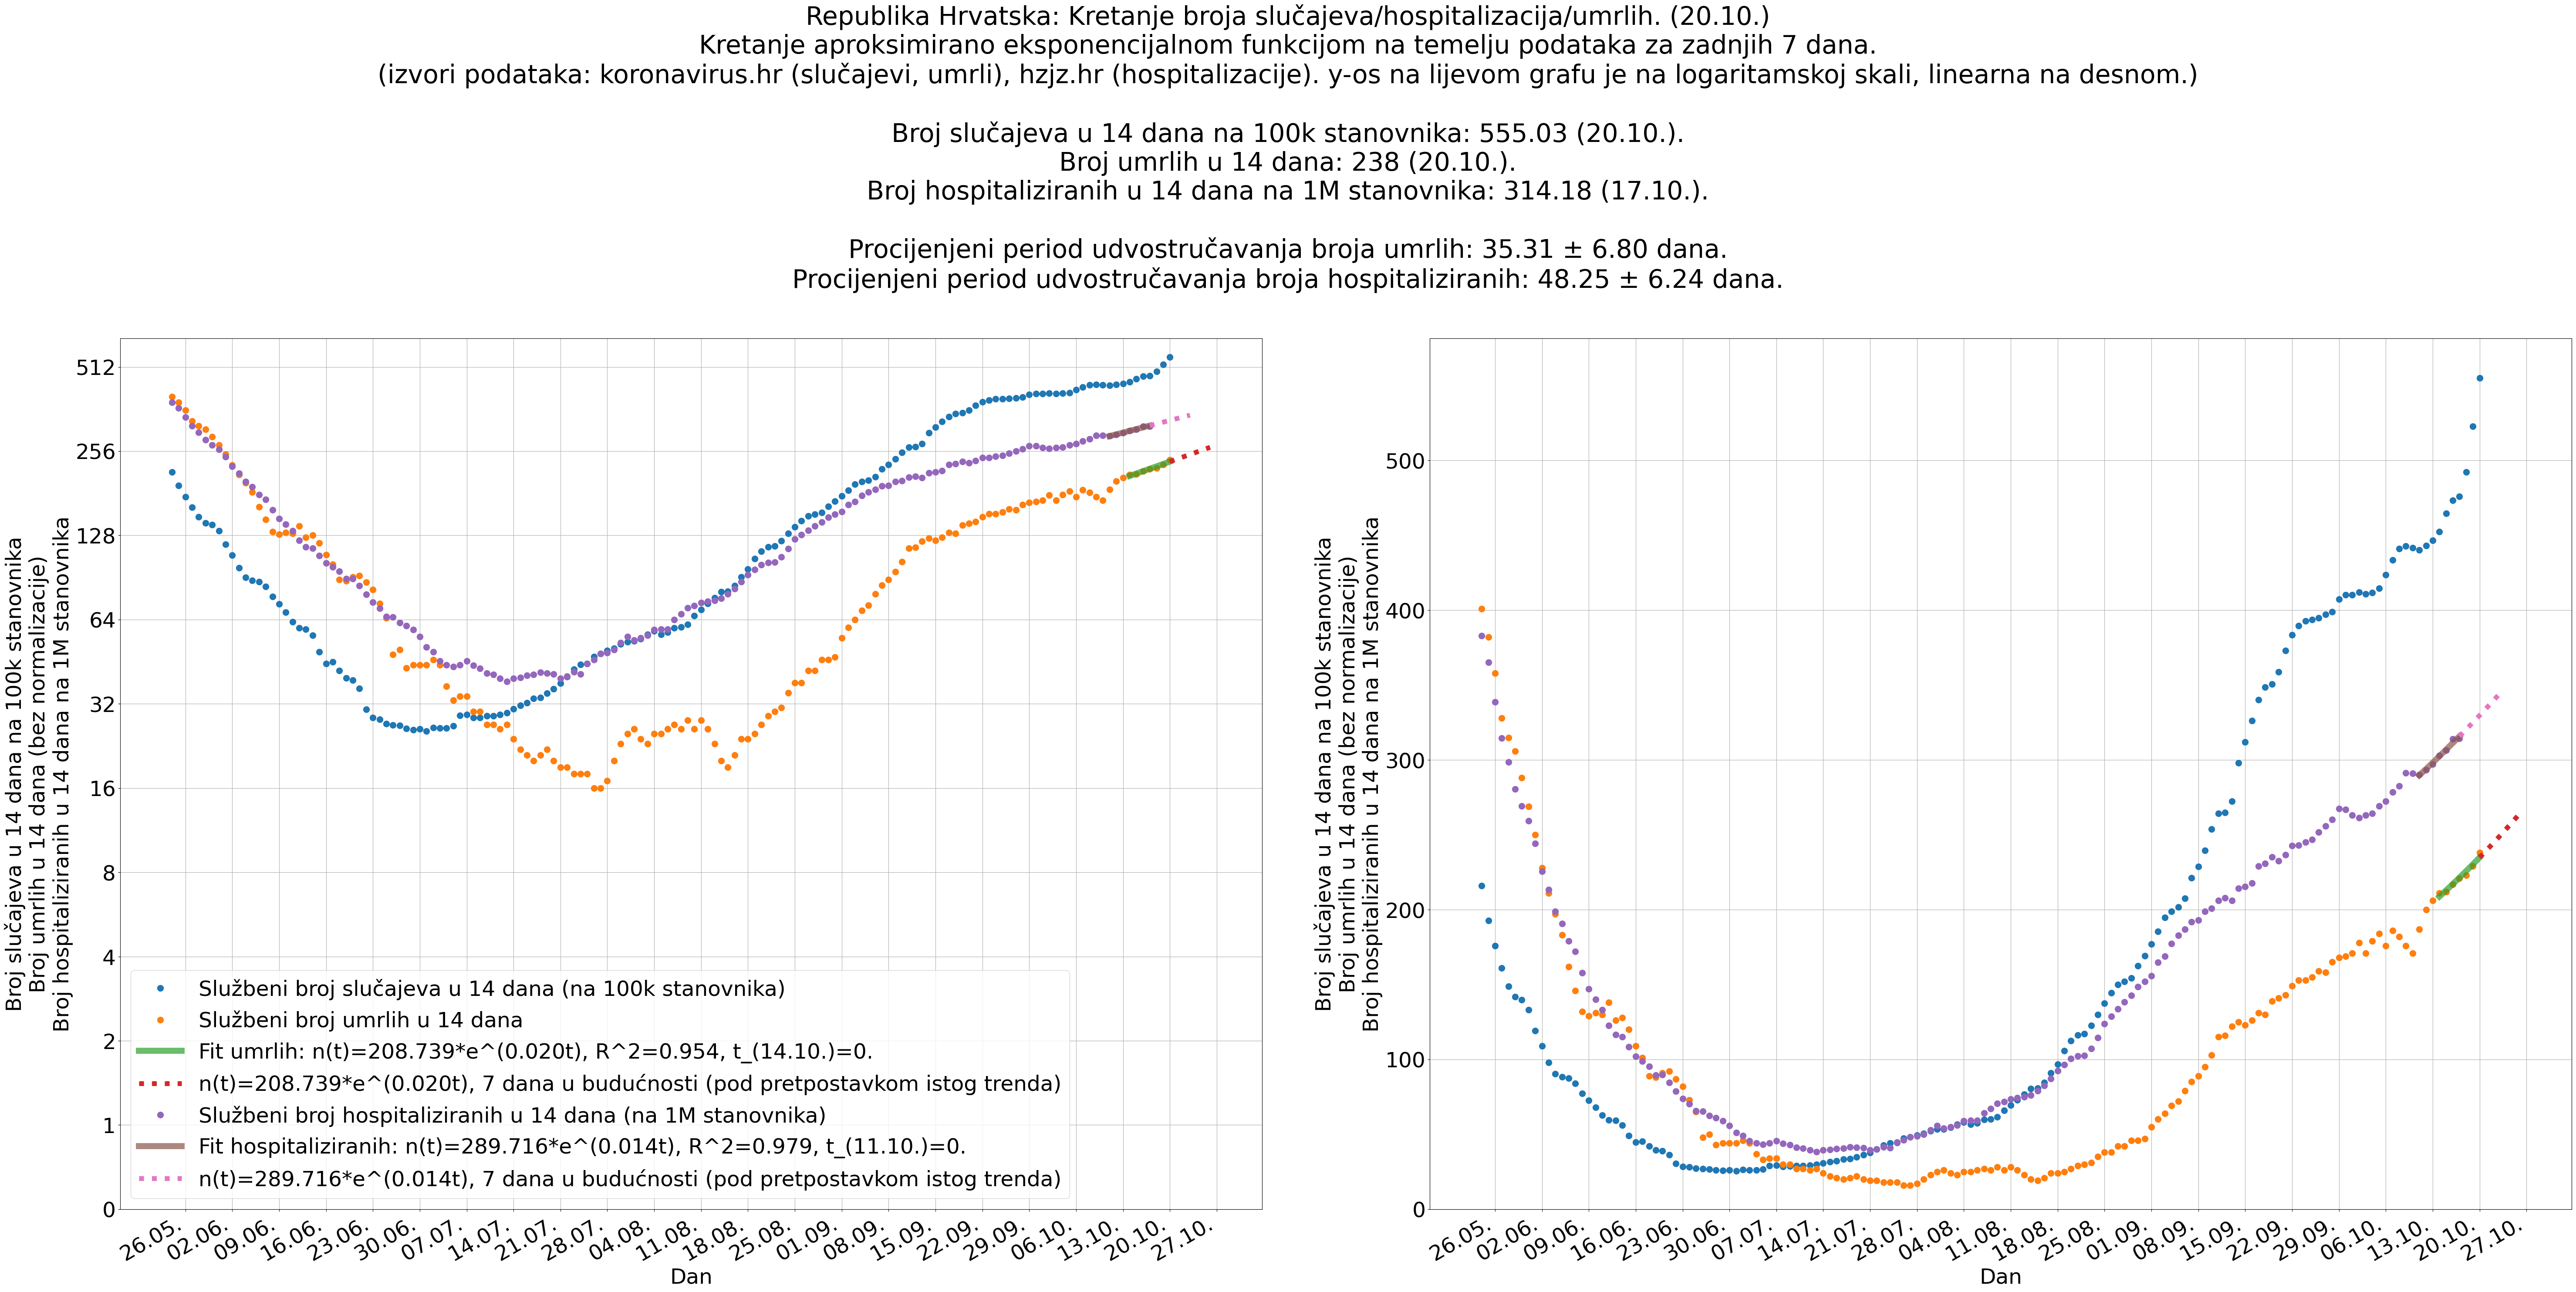 Republika Hrvatska: Kretanje broja slučajeva/hospitalizacija/umrlih. (20.10.)
Kretanje aproksimirano eksponencijalnom funkcijom na temelju podataka za zadnjih 7 dana.
(izvori podataka: koronavirus.hr (slučajevi, umrli), hzjz.hr (hospitalizacije). y-os na lijevom grafu je na logaritamskoj skali, linearna na desnom.)
Broj slučajeva u 14 dana na 100k stanovnika: 555.03 (20.10.).
Broj umrlih u 14 dana: 238 (20.10.).
Broj hospitaliziranih u 14 dana na 1M stanovnika: 314.18 (17.10.).
Procijenjeni period udvostručavanja broja umrlih: 35.31 ± 6.80 dana.
Procijenjeni period udvostručavanja broja hospitaliziranih: 48.25 ± 6.24 dana.
Broj slučajeva u 14 dana na 100k stanovnika
Broj umrlih u 14 dana (bez normalizacije)
Broj hospitaliziranih u 14 dana na 1M stanovnika
512
256
128
64
32
16
8
4
2
1
0
Službeni broj slučajeva u 14 dana (na 100k stanovnika)
Službeni broj umrlih u 14 dana
Fit umrlih: n(t)=208.739*e^(0.020t), R^2=0.954, t_(14.10.)=0.
n(t)=208.739*e^(0.020t), 7 dana u budućnosti (pod pretpostavkom istog trenda)
Službeni broj hospitaliziranih u 14 dana (na 1M stanovnika)
Fit hospitaliziranih: n(t)=289.716*e^(0.014t), R^2=0.979, t_(11.10.)=0.
n(t)=289.716*e^(0.014t), 7 dana u budućnosti (pod pretpostavkom istog trenda)
26.05. 02.06. 09.06. 16.06. 23.06. 30.06. 07.07. 14.07. 21.07. 28.07. 04.08. 11.08. 18.08. 25.08. 01.09. 08.09. 15.09. 22.09. 29.09. 06.10. 13.10. 20.10. 27.10.
Dan
Broj slučajeva u 14 dana na 100k stanovnika
Broj umrlih u 14 dana (bez normalizacije)
Broj hospitaliziranih u 14 dana na 1M stanovnika
500
400
300
200
100
0
26.05. 02.06. 09.06. 16.06. 23.06. 30.06. 07.07. 14.07. 21.07. 28.07. 04.08. 11.08. 18.08. 25.08. 01.09. 08.09. 15.09. 22.09. 29.09. 06.10. 13.10. 20.10. 27.10.
Dan